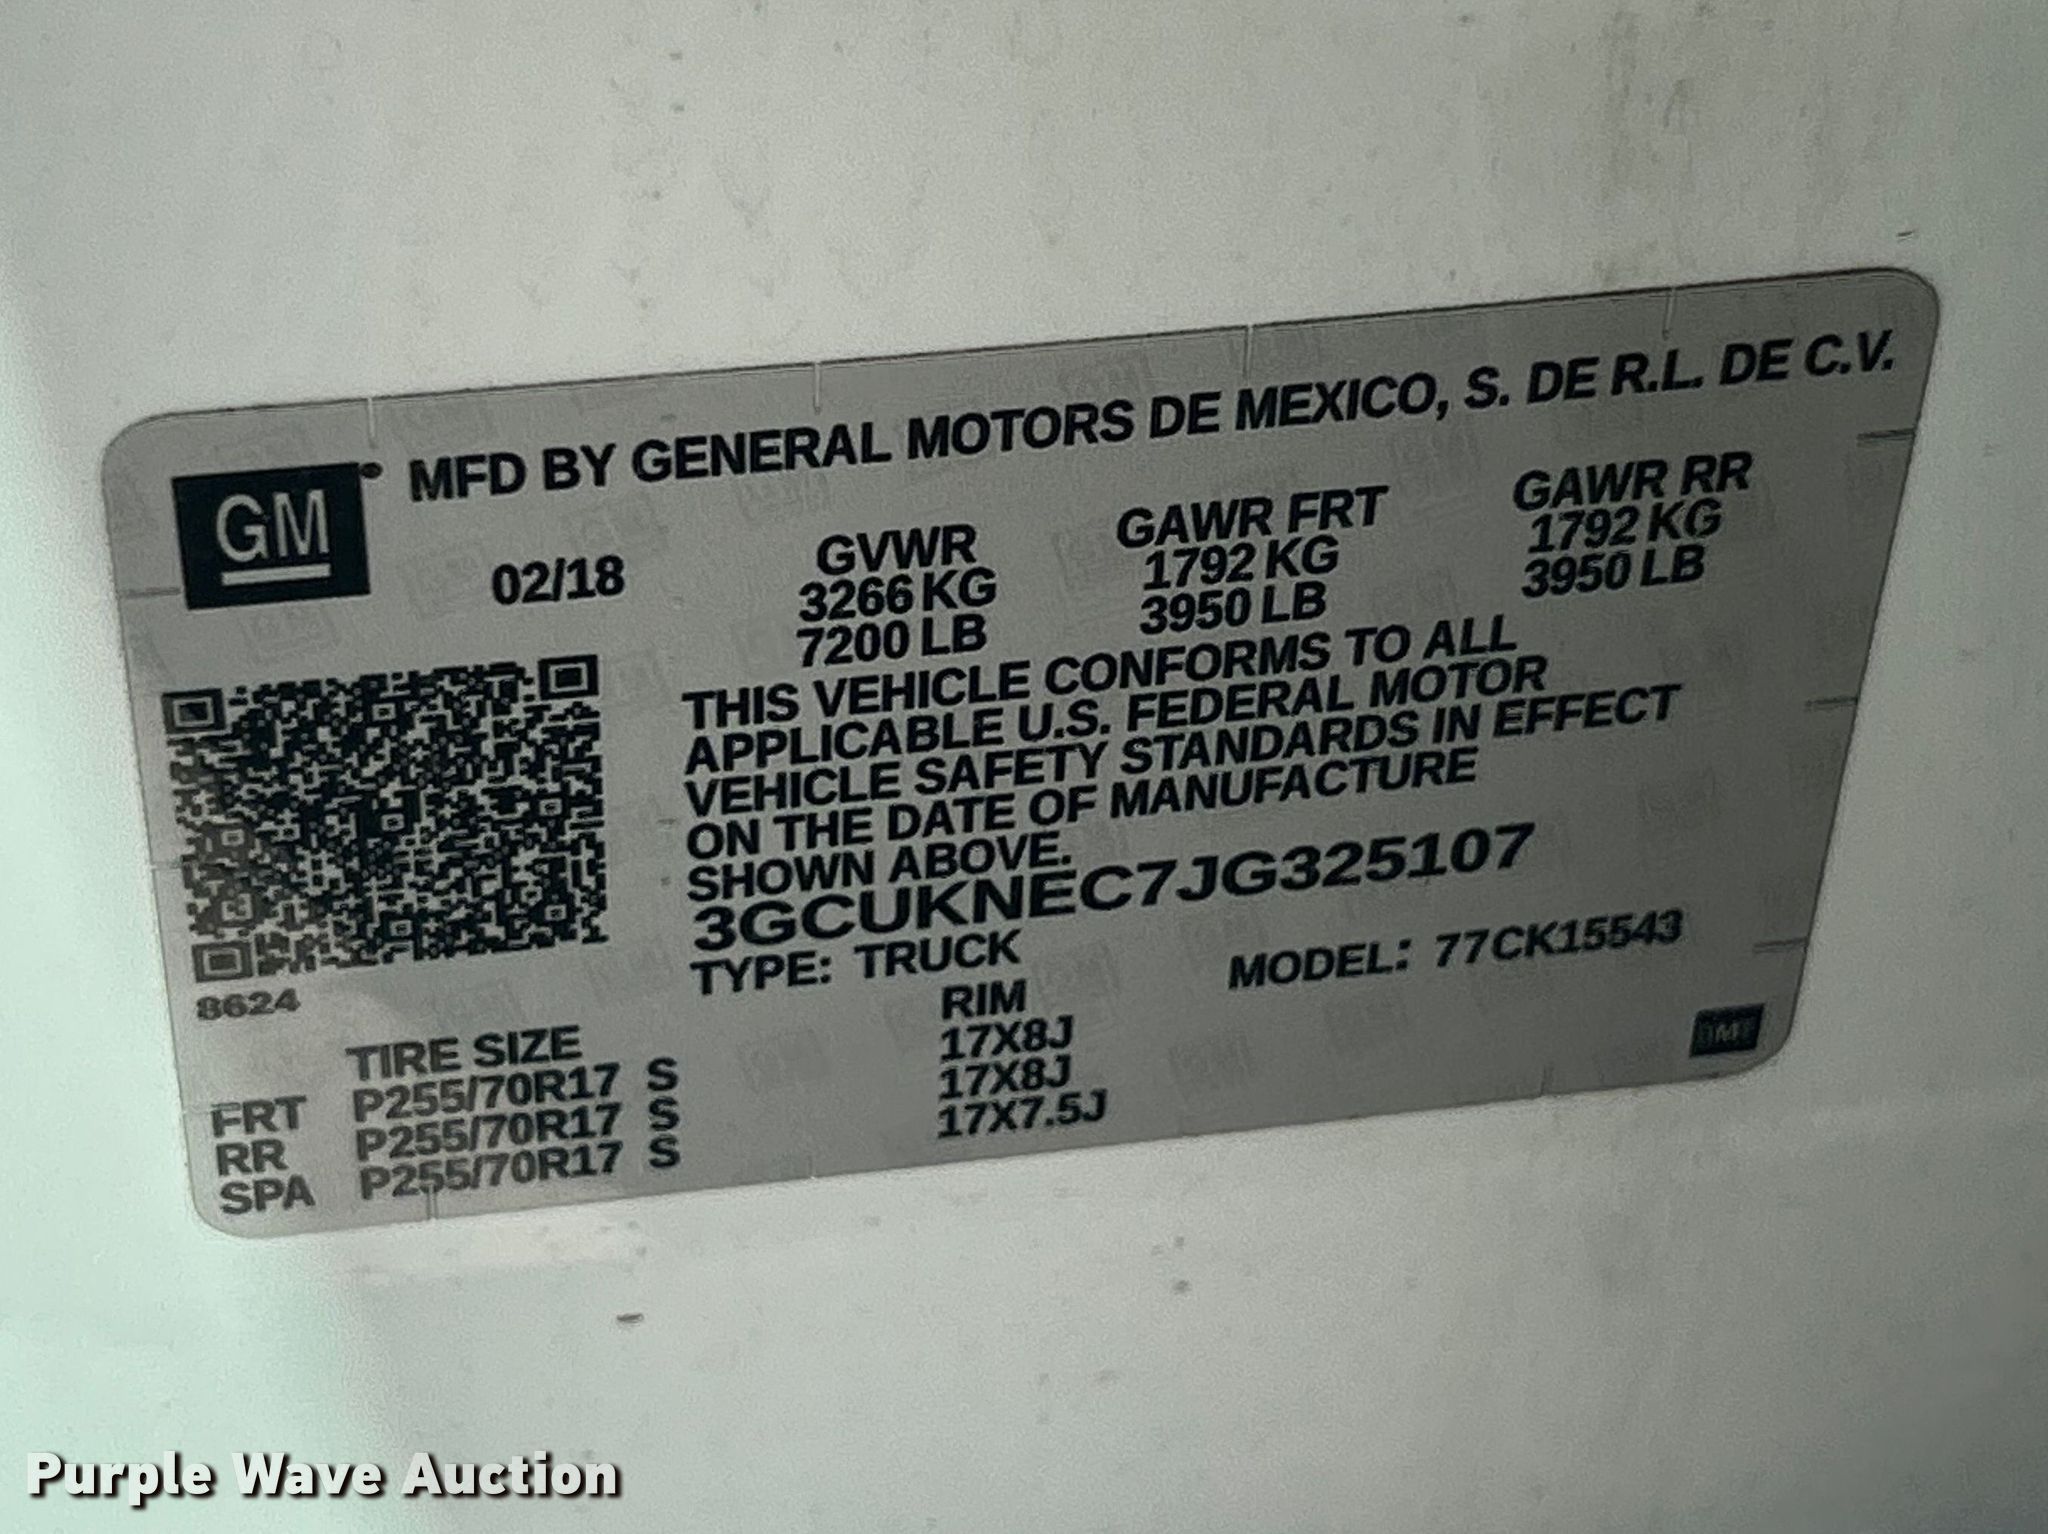 GM
MFD BY GENERAL MOTORS DE MEXICO, S. DE R.L. DE C.V.
02/18
GVWR GAWR FRT GAWR RR
3266 KG 1792 KG 1792 KG
7200 LB 3950 LB 3950 LB
THIS VEHICLE CONFORMS TO ALL
APPLICABLE U.S. FEDERAL MOTOR
VEHICLE SAFETY STANDARDS IN EFFECT
ON THE DATE OF MANUFACTURE
SHOWN ABOVE.
3GCUKNEC7JG325107
TYPE: TRUCK MODEL: 77CK15543
8624
TIRE SIZE RIM
FRT P255/70R17 S 17X8J
RR P255/70R17 S 17X8J
SPA P255/70R17 S 17X7.5J
Purple Wave Auction